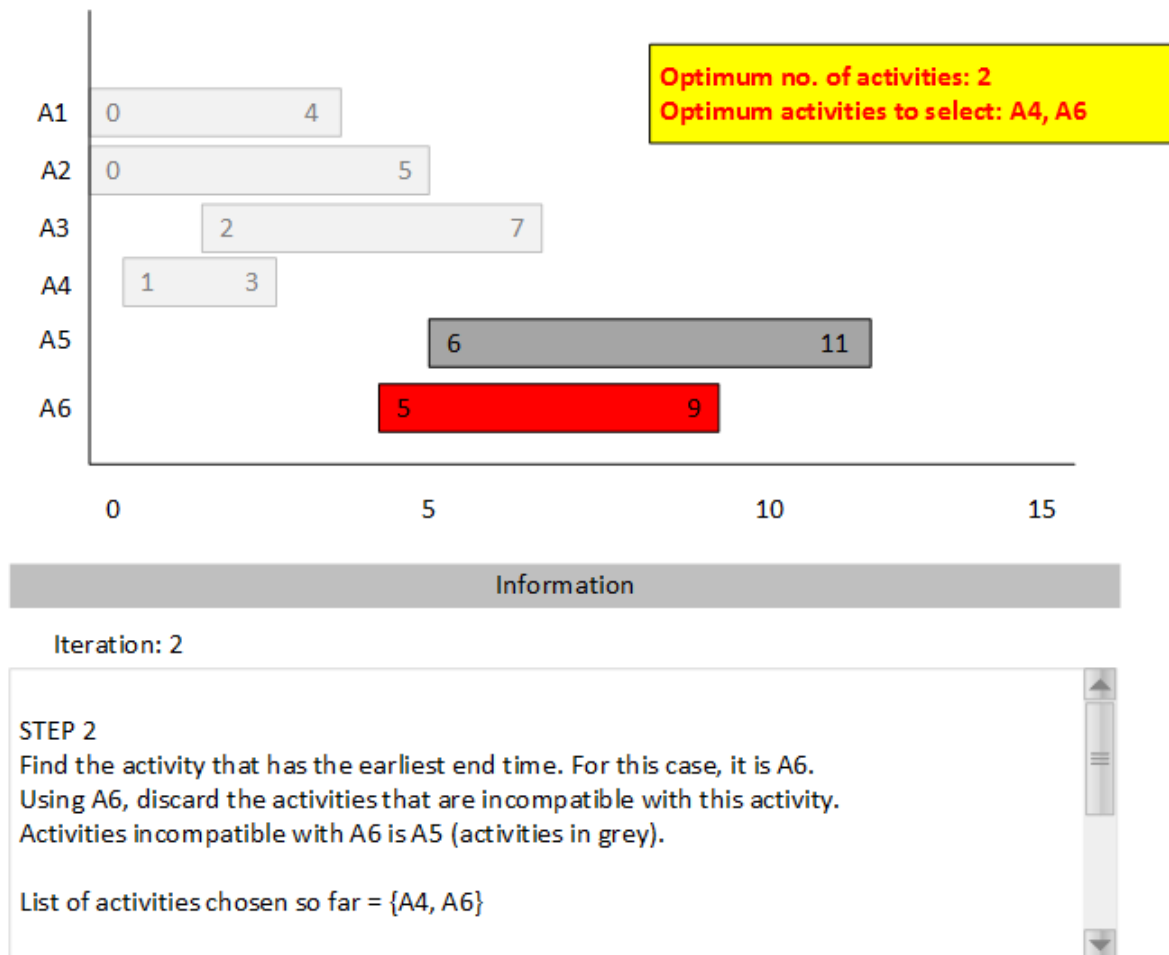 Optimum no. of activities: 2
Optimum activities to select: A4, A6
A1 0 4
A2 0 5
A3 2 7
A4 1 3
A5 6 11
A6 5 9
0 5 10 15
Information
Iteration: 2
STEP 2
Find the activity that has the earliest end time. For this case, it is A6.
Using A6, discard the activities that are incompatible with this activity.
Activities incompatible with A6 is A5 (activities in grey).
List of activities chosen so far = {A4, A6}